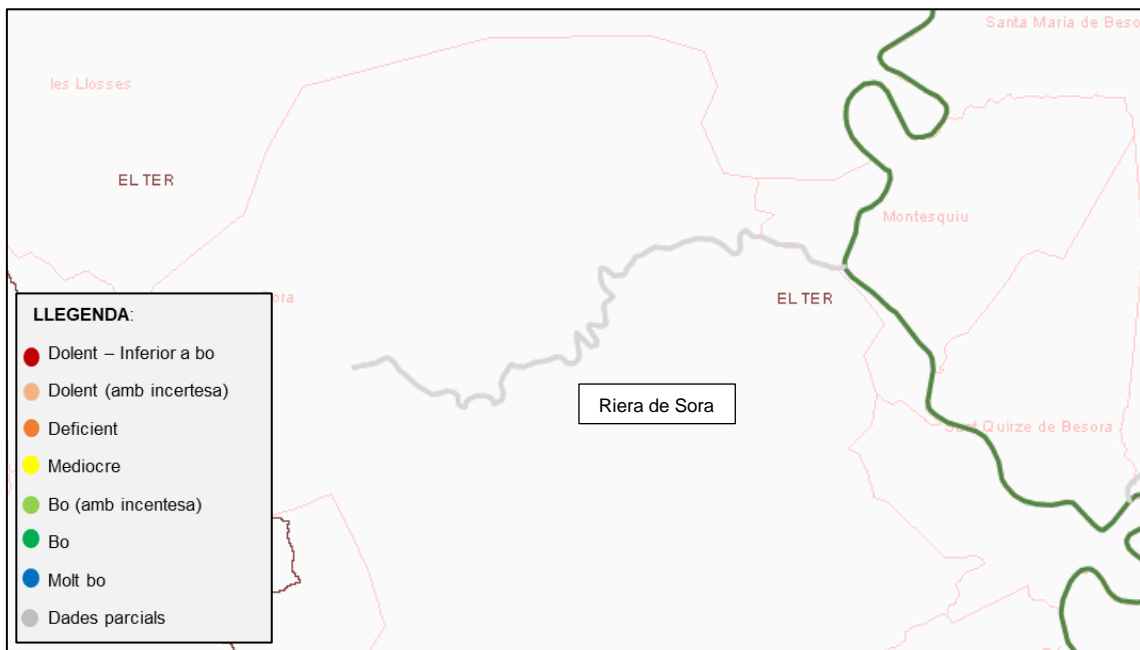 Santa Maria de Beso
les Llosses
EL TER
Montesquiu
ora
EL TER
LLEGENDA:
Dolent – Inferior a bo
Dolent (amb incertesa)
Deficient
Mediocre
Bo (amb incentesa)
Bo
Molt bo
Dades parcials
Riera de Sora
Sant Quirze de Besora